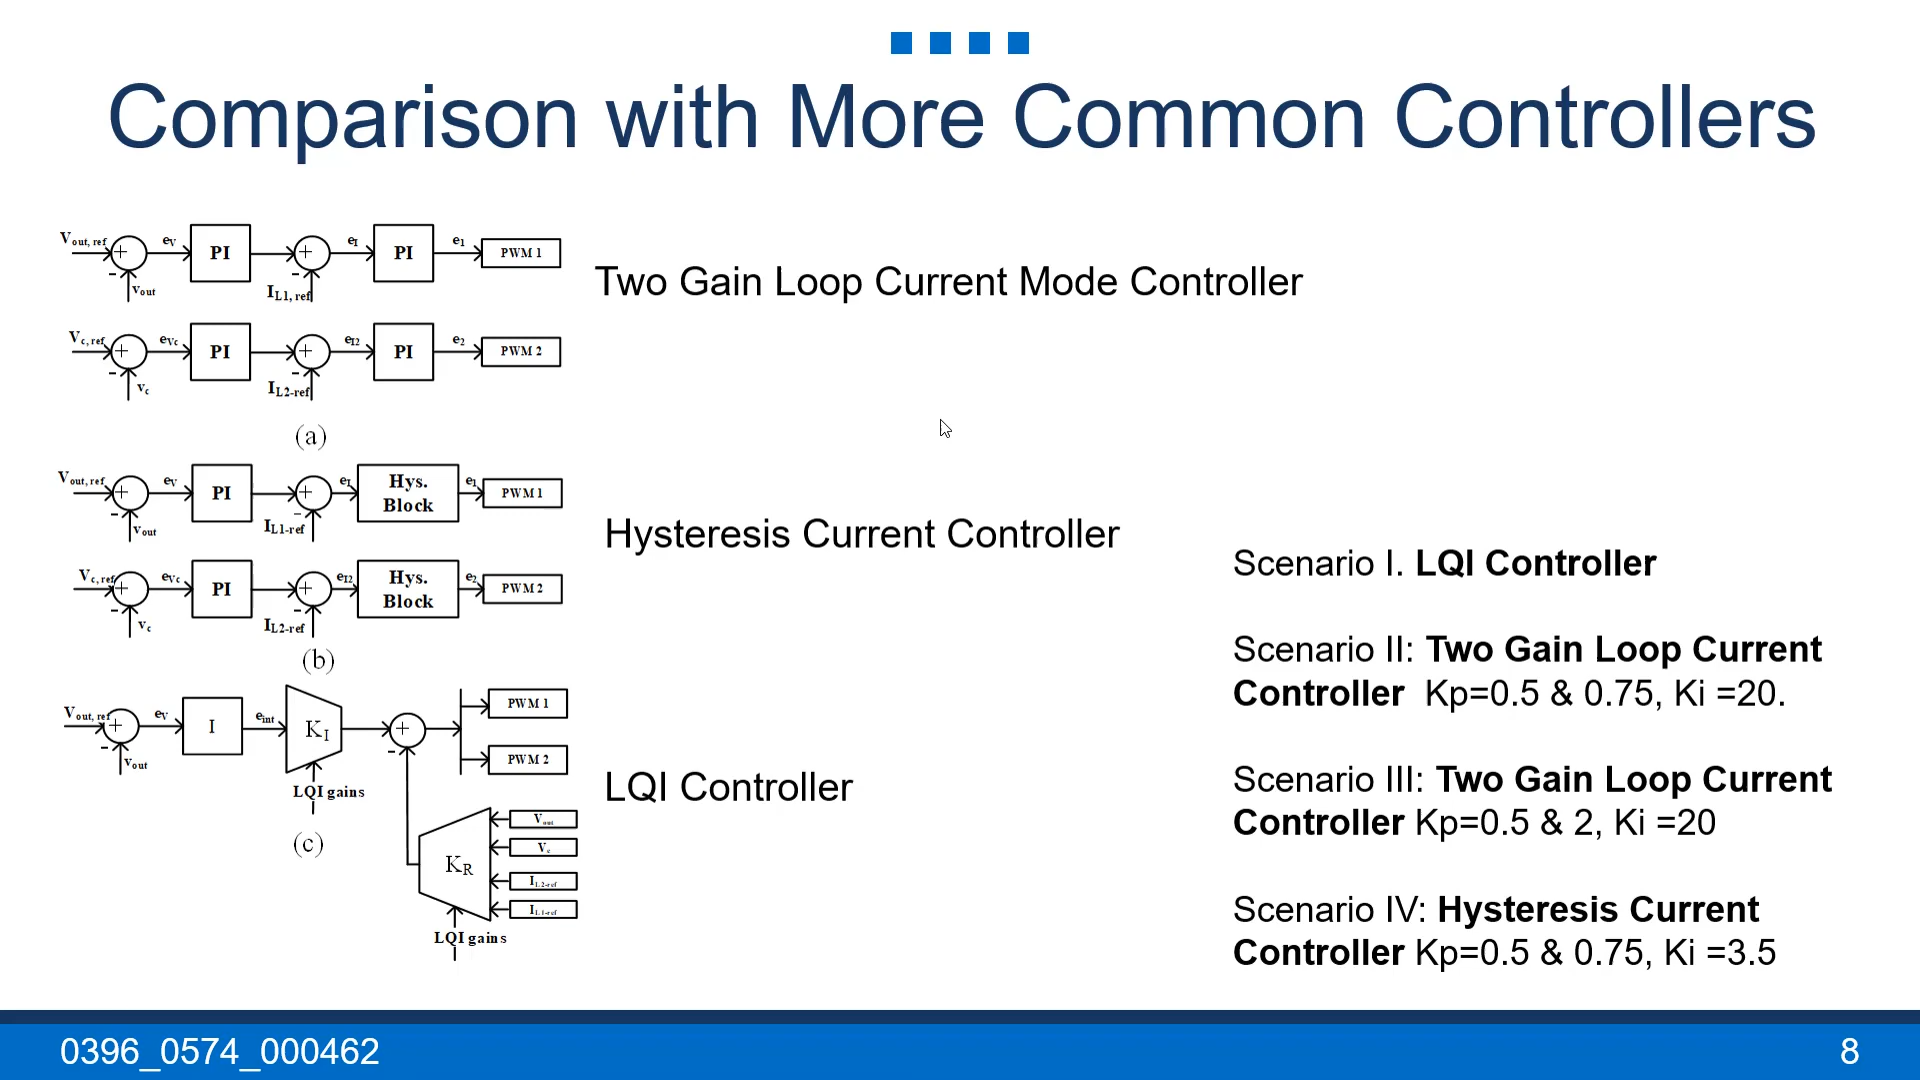 Comparison with More Common Controllers
Vout, ref + - eV PI + - eI PI e1 PWM 1
vout IL1, ref
Two Gain Loop Current Mode Controller
Vc, ref + - eVc PI + - eI2 PI e2 PWM 2
vc IL2-ref
(a)
Vout, ref + - eV PI + - eI Hys. Block e1 PWM 1
vout IL1-ref
Hysteresis Current Controller
Vc, ref + - eVc PI + - eI2 Hys. Block e2 PWM 2
vc IL2-ref
(b)
Vout, ref + - eV I eint KI + - PWM 1
vout
PWM 2
LQI gains
LQI Controller
(c)
KR
Vout
Vc
IL2-ref
IL1-ref
LQI gains
Scenario I. LQI Controller
Scenario II: Two Gain Loop Current
Controller Kp=0.5 & 0.75, Ki =20.
Scenario III: Two Gain Loop Current
Controller Kp=0.5 & 2, Ki =20
Scenario IV: Hysteresis Current
Controller Kp=0.5 & 0.75, Ki =3.5
0396_0574_000462
8